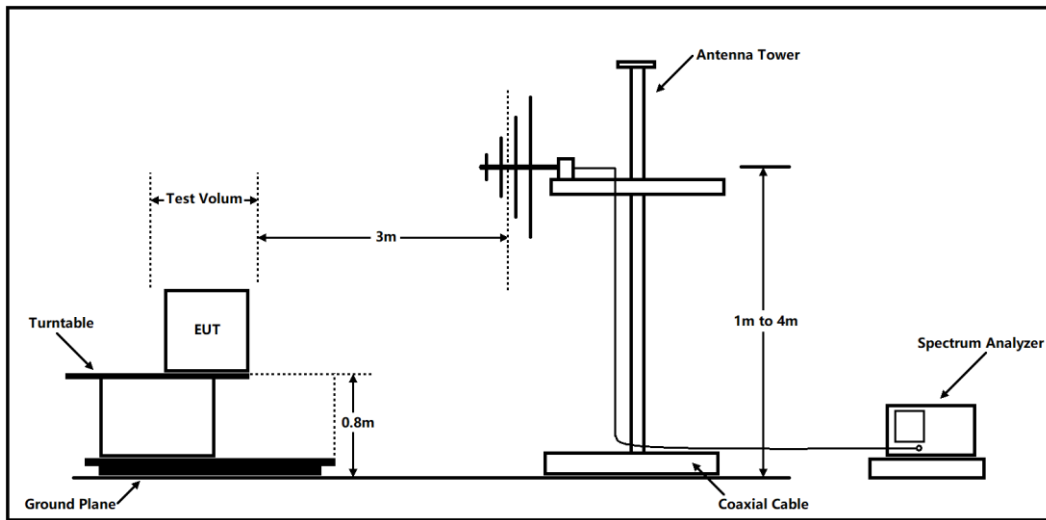 Antenna Tower
Test Volum
3m
Turntable
EUT
1m to 4m
Spectrum Analyzer
0.8m
Ground Plane
Coaxial Cable